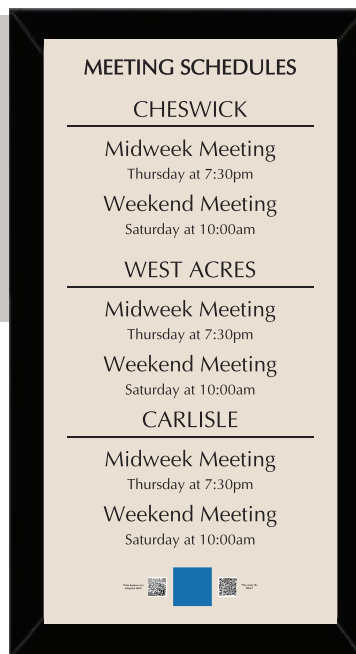 MEETING SCHEDULES
CHESWICK
Midweek Meeting
Thursday at 7:30pm
Weekend Meeting
Saturday at 10:00am
WEST ACRES
Midweek Meeting
Thursday at 7:30pm
Weekend Meeting
Saturday at 10:00am
CARLISLE
Midweek Meeting
Thursday at 7:30pm
Weekend Meeting
Saturday at 10:00am